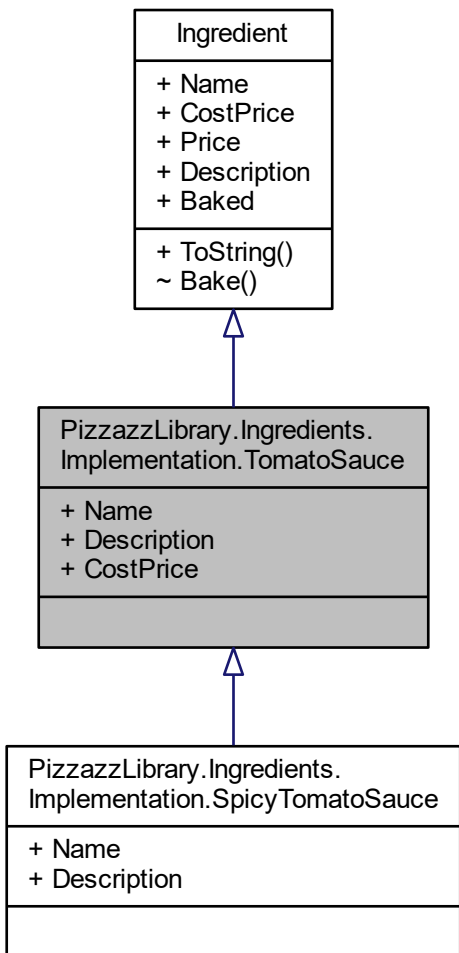 Ingredient
+ Name
+ CostPrice
+ Price
+ Description
+ Baked
+ ToString()
~ Bake()
PizzazzLibrary.Ingredients.
Implementation.TomatoSauce
+ Name
+ Description
+ CostPrice
PizzazzLibrary.Ingredients.
Implementation.SpicyTomatoSauce
+ Name
+ Description